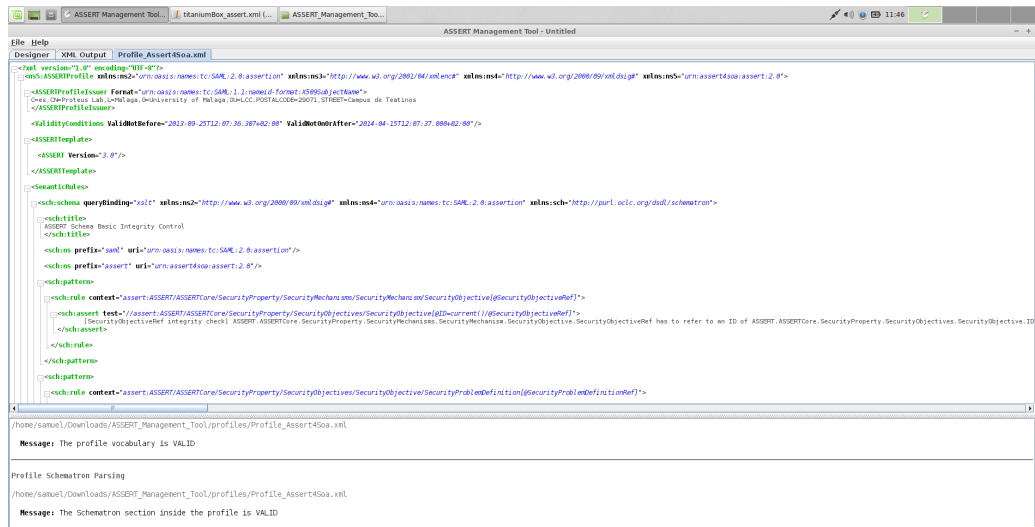 ASSERT Management Tool...
titaniumBox_assert.xml (...
ASSERT_Management_Too...
11:46
ASSERT Management Tool - Untitled
File Help
Designer XML Output Profile_Assert4Soa.xml
<?xml version="1.0" encoding="UTF-8"?>
<ns5:ASSERTProfile xmlns:ns2="urn:oasis:names:tc:SAML:2.0:assertion" xmlns:ns3="http://www.w3.org/2001/04/xmlenc#" xmlns:ns4="http://www.w3.org/2000/09/xmldsig#" xmlns:ns5="urn:assert4soa:assert:2.0">
<ASSERTProfileIssuer Format="urn:oasis:names:tc:SAML:1.1:nameid-format:X509SubjectName">
C=es,CN=Proteus Lab,L=Malaga,O=University of Malaga,OU=LCC,POSTALCODE=29071,STREET=Campus de Teatinos
</ASSERTProfileIssuer>
<ValidityConditions ValidNotBefore="2013-09-25T12:07:36.387+02:00" ValidNotOnOrAfter="2014-04-15T12:07:37.000+02:00"/>
<ASSERTTemplate>
<ASSERT Version="3.0"/>
</ASSERTTemplate>
<SemanticRules>
<sch:schema queryBinding="xslt" xmlns:ns2="http://www.w3.org/2000/09/xmldsig#" xmlns:ns4="urn:oasis:names:tc:SAML:2.0:assertion" xmlns:sch="http://purl.oclc.org/dsdl/schematron">
<sch:title>
ASSERT Schema Basic Integrity Control
</sch:title>
<sch:ns prefix="saml" uri="urn:oasis:names:tc:SAML:2.0:assertion"/>
<sch:ns prefix="assert" uri="urn:assert4soa:assert:2.0"/>
<sch:pattern>
<sch:rule context="assert:ASSERT/ASSERTCore/SecurityProperty/SecurityMechanisms/SecurityMechanism/SecurityObjective[@SecurityObjectiveRef]">
<sch:assert test="//assert:ASSERT/ASSERTCore/SecurityProperty/SecurityObjectives/SecurityObjective[@ID=current()/@SecurityObjectiveRef]">
[SecurityObjectiveRef integrity check] ASSERT.ASSERTCore.SecurityProperty.SecurityMechanisms.SecurityMechanism.SecurityObjective.SecurityObjectiveRef has to refer to an ID of ASSERT.ASSERTCore.SecurityProperty.SecurityObjectives.SecurityObjective.ID
</sch:assert>
</sch:rule>
</sch:pattern>
<sch:pattern>
<sch:rule context="assert:ASSERT/ASSERTCore/SecurityProperty/SecurityObjectives/SecurityObjective/SecurityProblemDefinition[@SecurityProblemDefinitionRef]">
/home/samuel/Downloads/ASSERT_Management_Tool/profiles/Profile_Assert4Soa.xml
Message: The profile vocabulary is VALID
Profile Schematron Parsing
/home/samuel/Downloads/ASSERT_Management_Tool/profiles/Profile_Assert4Soa.xml
Message: The Schematron section inside the profile is VALID